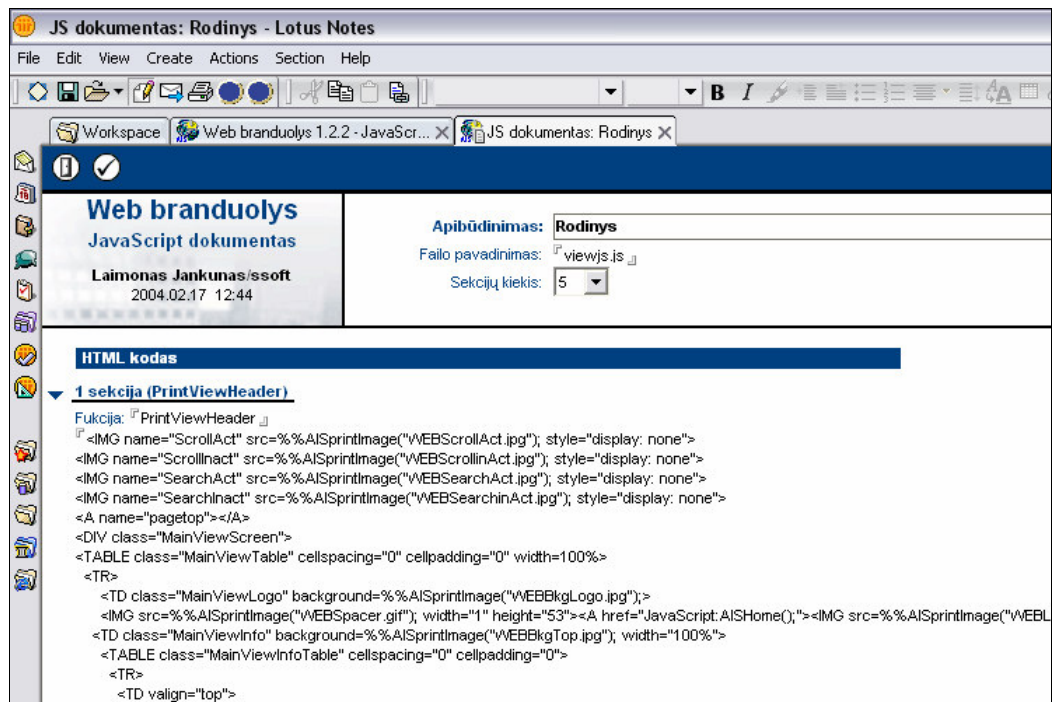 JS dokumentas: Rodinys - Lotus Notes
File Edit View Create Actions Section Help
B I
Workspace Web branduolys 1.2.2 - JavaScr... JS dokumentas: Rodinys
Web branduolys
JavaScript dokumentas
Laimonas Jankunas/ssoft
2004.02.17 12:44
Apibūdinimas: Rodinys
Failo pavadinimas: viewjs.js
Sekcijų kiekis: 5
HTML kodas
1 sekcija (PrintViewHeader)
Fukcija: PrintViewHeader
<IMG name="ScrollAct" src=%%AISprintImage("WEBScrollAct.jpg"); style="display: none">
<IMG name="ScrollInact" src=%%AISprintImage("WEBScrollinAct.jpg"); style="display: none">
<IMG name="SearchAct" src=%%AISprintImage("WEBSearchAct.jpg"); style="display: none">
<IMG name="SearchInact" src=%%AISprintImage("WEBSearchinAct.jpg"); style="display: none">
<A name="pagetop"></A>
<DIV class="MainViewScreen">
<TABLE class="MainViewTable" cellspacing="0" cellpadding="0" width=100%>
<TR>
<TD class="MainViewLogo" background=%%AISprintImage("WEBBkgLogo.jpg");>
<IMG src=%%AISprintImage("WEBSpacer.gif"); width="1" height="53"><A href="JavaScript:AISHome();"><IMG src=%%AISprintImage("WEBL
<TD class="MainViewInfo" background=%%AISprintImage("WEBBkgTop.jpg"); width="100%">
<TABLE class="MainViewInfoTable" cellspacing="0" cellpadding="0">
<TR>
<TD valign="top">